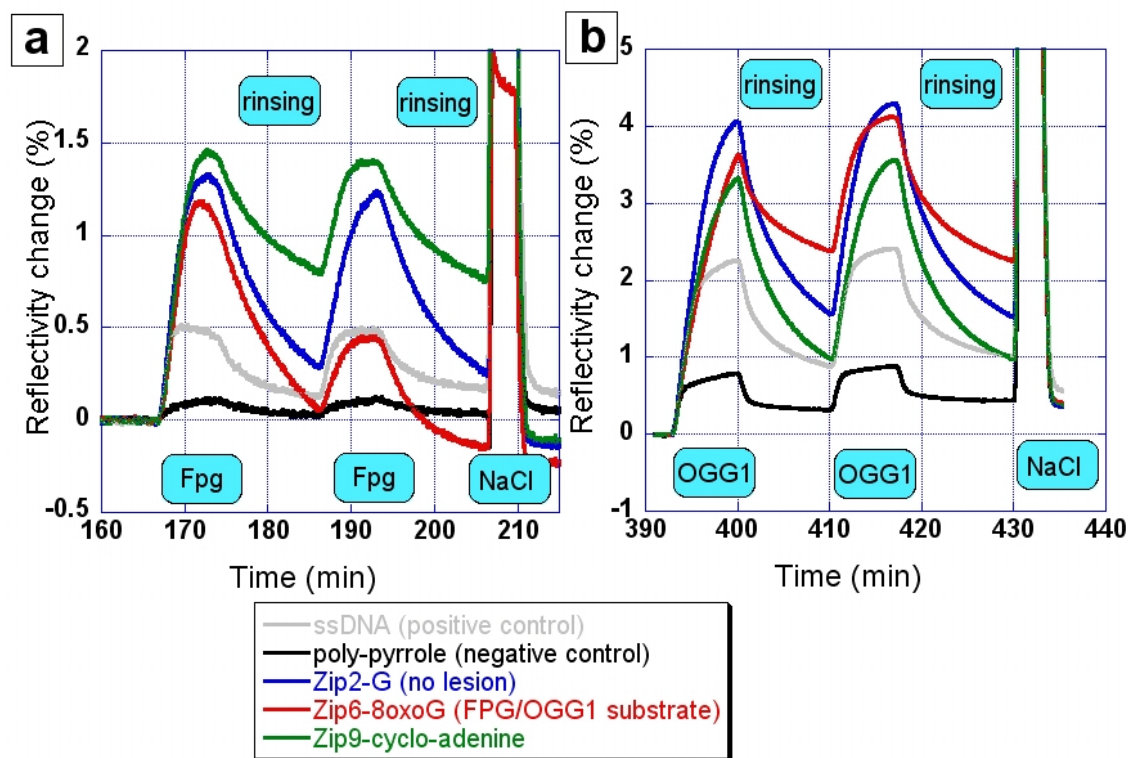 a
2
1.5
1
0.5
0
-0.5
Reflectivity change (%)
rinsing
rinsing
Fpg
Fpg
NaCl
160 170 180 190 200 210
Time (min)
b
5
4
3
2
1
0
-1
Reflectivity change (%)
rinsing
rinsing
OGG1
OGG1
NaCl
390 400 410 420 430 440
Time (min)
ssDNA (positive control)
poly-pyrrole (negative control)
Zip2-G (no lesion)
Zip6-8oxoG (FPG/OGG1 substrate)
Zip9-cyclo-adenine